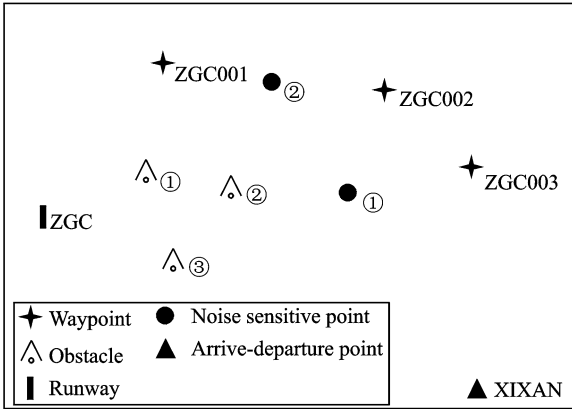 ZGC001
②
ZGC002
①
②
①
ZGC003
ZGC
③
Waypoint
Noise sensitive point
Obstacle
Arrive-departure point
Runway
XIXAN